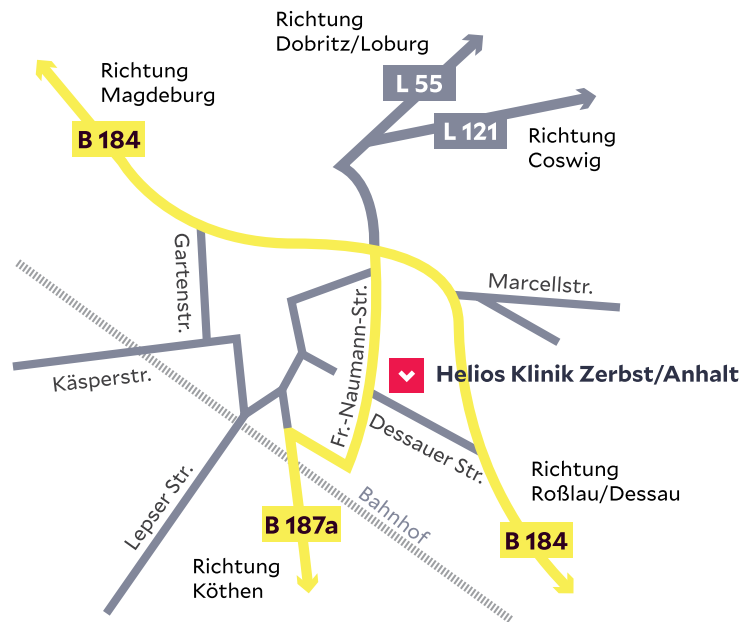 Richtung
Dobritz/Loburg
Richtung
Magdeburg
L 55
B 184
L 121
Richtung
Coswig
Gartenstr.
Marcellstr.
Fr.-Naumann-Str.
Käsperstr.
Helios Klinik Zerbst/Anhalt
Dessauer Str.
Lepser Str.
Bahnhof
Richtung
Roßlau/Dessau
B 187a
B 184
Richtung
Köthen